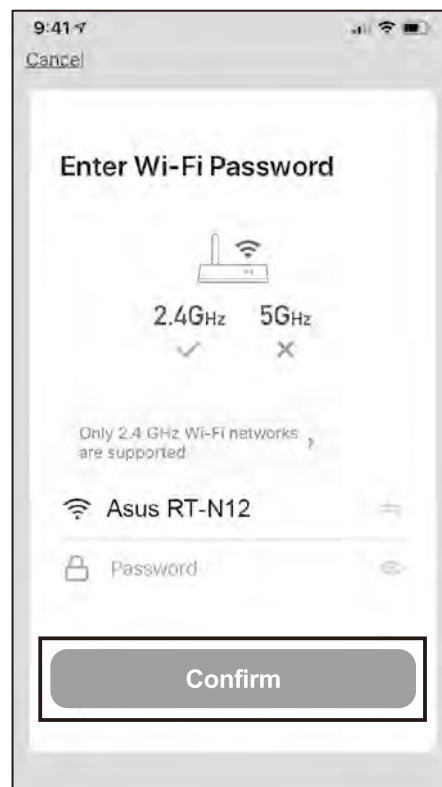 9:41
Cancel
Enter Wi-Fi Password
2.4GHz 5GHz
Only 2.4 GHz Wi-Fi networks
are supported
Asus RT-N12
Password
Confirm